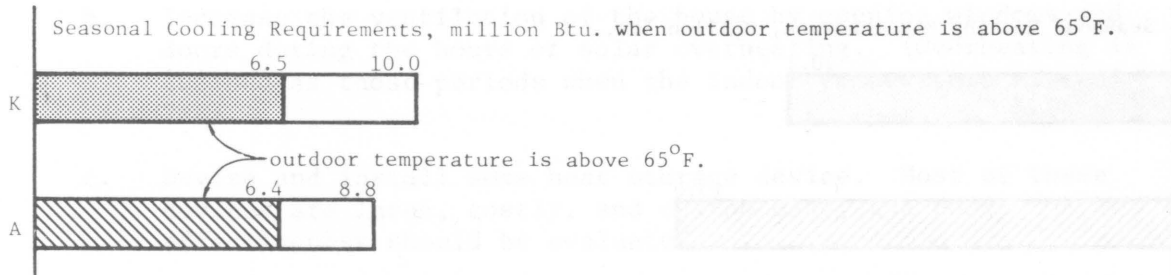 Seasonal Cooling Requirements, million Btu. when outdoor temperature is above 65°F.
6.5 10.0
K
outdoor temperature is above 65°F.
6.4 8.8
A